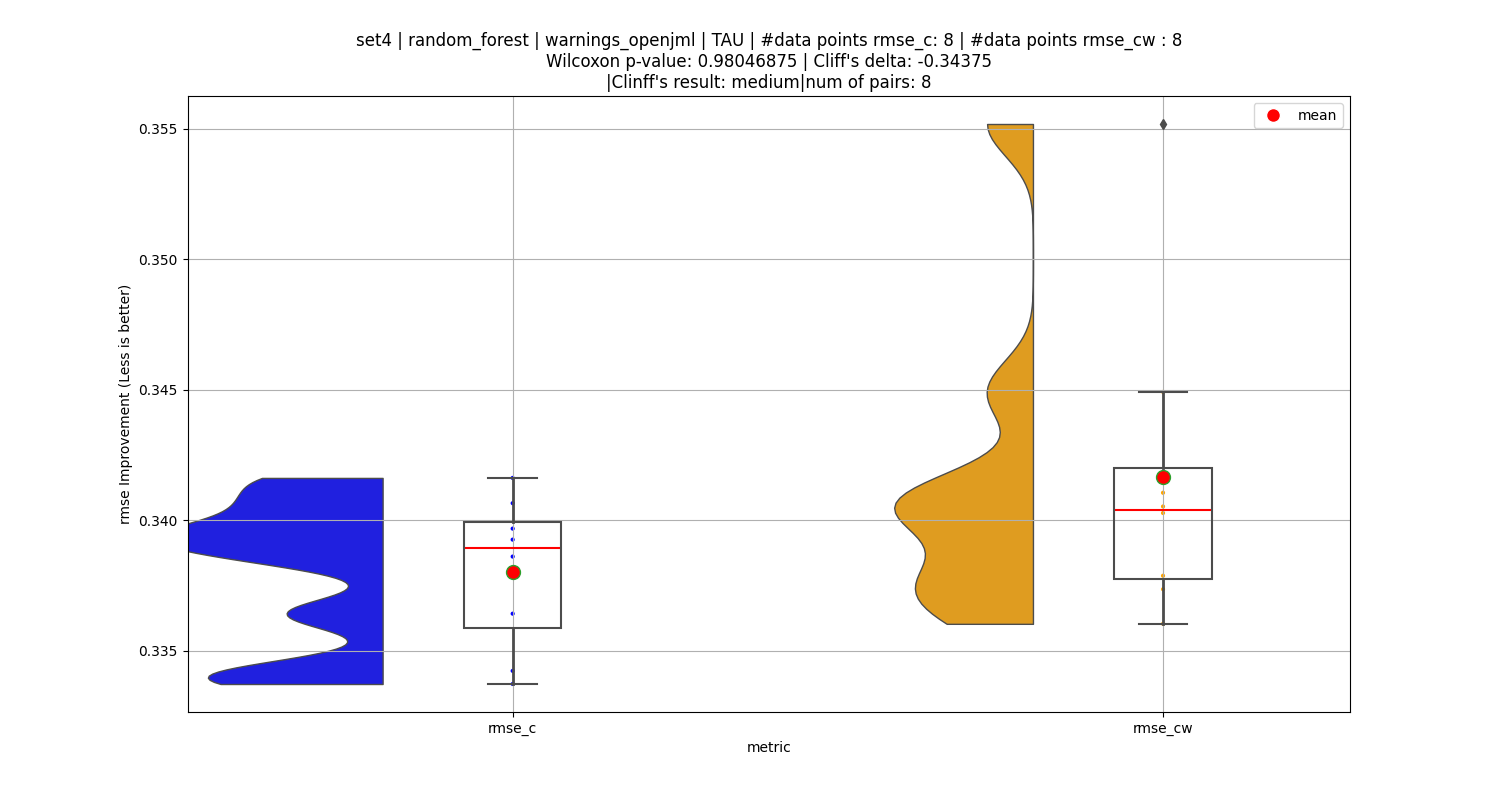 set4 | random_forest | warnings_openjml | TAU | #data points rmse_c: 8 | #data points rmse_cw : 8
Wilcoxon p-value: 0.98046875 | Cliff's delta: -0.34375
|Clinff's result: medium|num of pairs: 8
mean
0.355
0.350
0.345
0.340
0.335
rmse Improvement (Less is better)
rmse_c
rmse_cw
metric